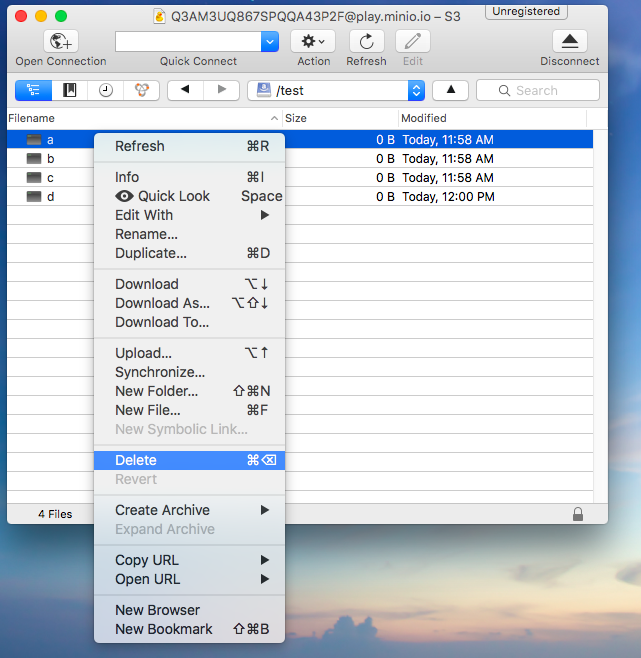 Q3AM3UQ867SPQQA43P2F@play.minio.io – S3
Unregistered
Open Connection
Quick Connect
Action
Refresh
Edit
Disconnect
/test
Search
Filename Size Modified
a 0 B Today, 11:58 AM
b 0 B Today, 11:58 AM
c 0 B Today, 11:58 AM
d 0 B Today, 12:00 PM
Refresh ⌘R
Info ⌘I
Quick Look Space
Edit With
Rename...
Duplicate... ⌘D
Download ⌥↓
Download As... ⌥⇧↓
Download To...
Upload... ⌥↑
Synchronize...
New Folder... ⇧⌘N
New File... ⌘F
New Symbolic Link...
Delete ⌘⌫
Revert
Create Archive
Expand Archive
Copy URL
Open URL
New Browser
New Bookmark ⇧⌘B
4 Files